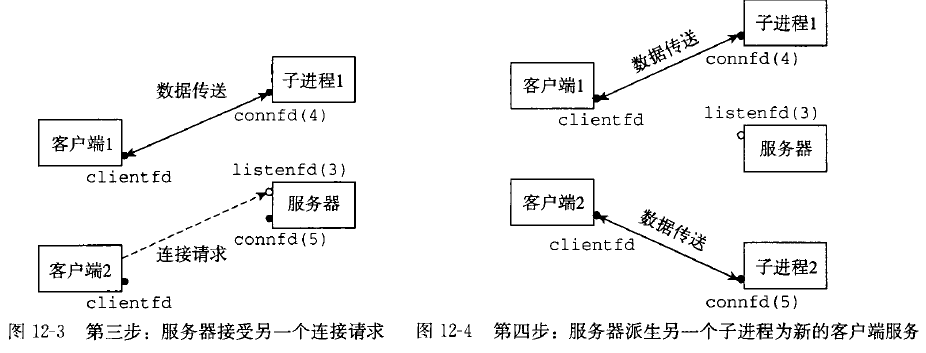 子进程1
数据传送
connfd(4)
客户端1
clientfd
listenfd(3)
服务器
connfd(5)
连接请求
客户端2
clientfd
图 12-3 第三步：服务器接受另一个连接请求
子进程1
数据传送
connfd(4)
客户端1
clientfd
listenfd(3)
服务器
客户端2
数据传送
clientfd
子进程2
connfd(5)
图 12-4 第四步：服务器派生另一个子进程为新的客户端服务